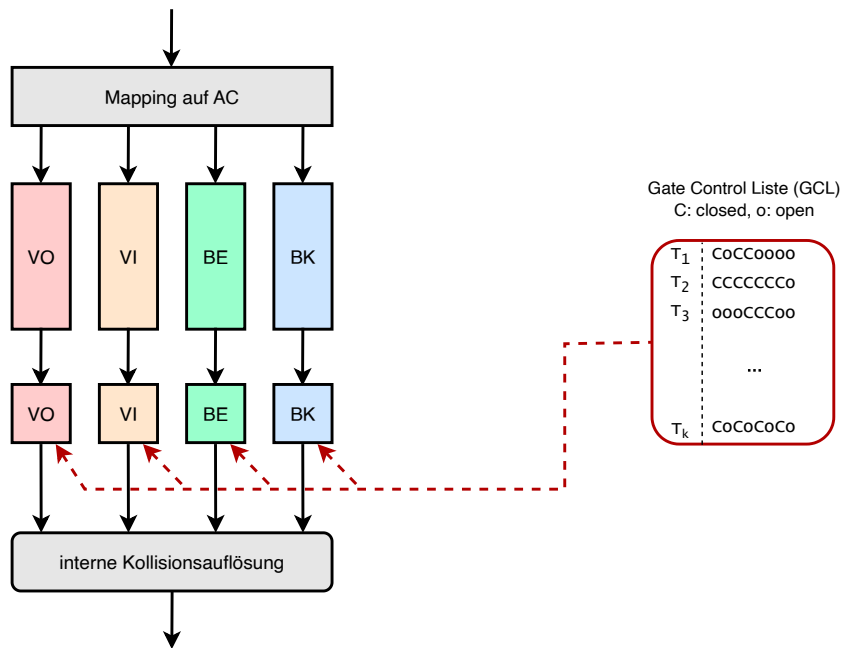 Mapping auf AC
VO VI BE BK
Gate Control Liste (GCL)
C: closed, o: open
T1 CoCCoooo
T2 CCCCCCCo
T3 oooCCCoo
...
Tk CoCoCoCo
VO VI BE BK
interne Kollisionsauflösung